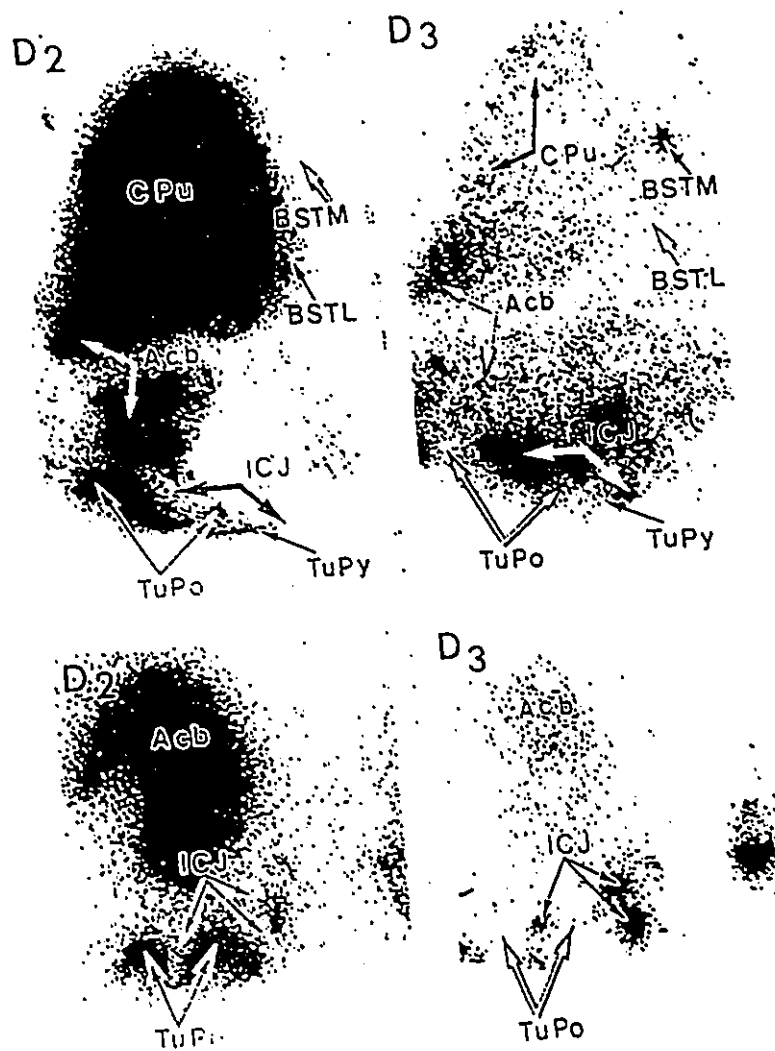 D2
D3
CPu
CPu
BSTM
BSTM
BSTL
BSTL
Acb
Acb
ICJ
ICJ
TuPo
TuPy
TuPo
TuPy
D2
D3
Acb
Acb
ICJ
ICJ
TuPo